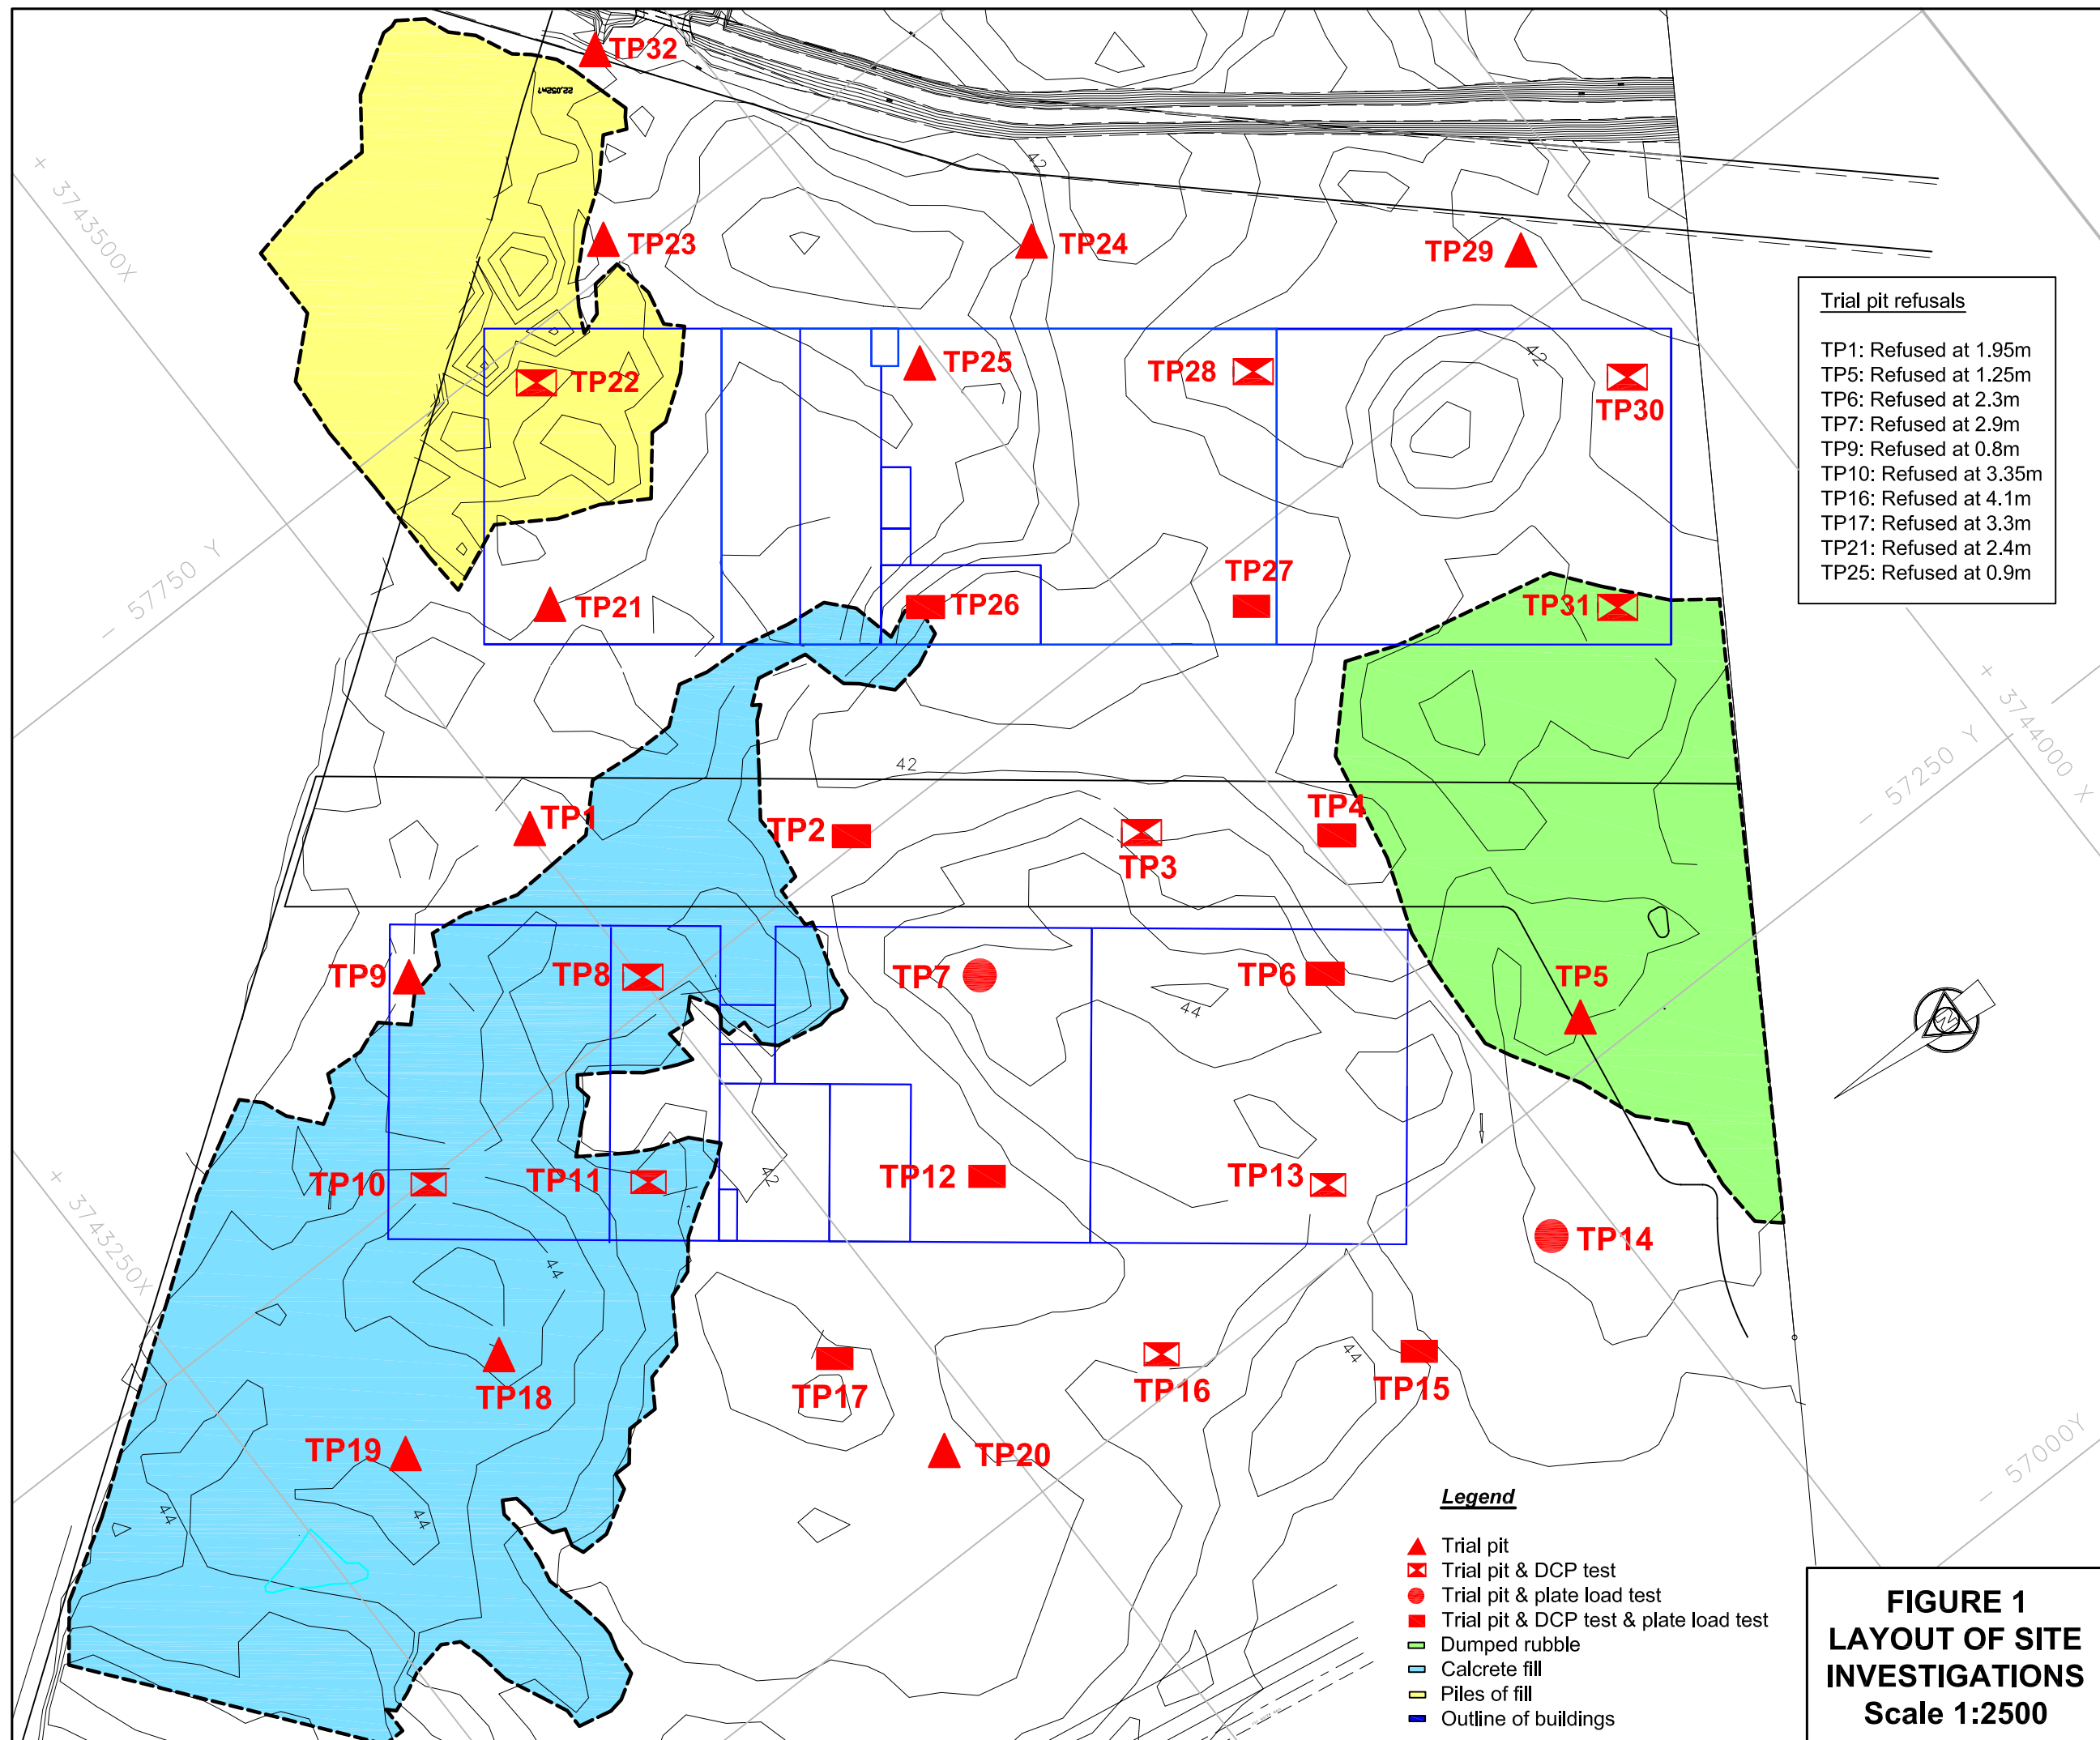 TP32
22,032m?
42
+ 3743500X
TP23
TP24
TP29
Trial pit refusals
TP1: Refused at 1.95m
TP5: Refused at 1.25m
TP6: Refused at 2.3m
TP7: Refused at 2.9m
TP9: Refused at 0.8m
TP10: Refused at 3.35m
TP16: Refused at 4.1m
TP17: Refused at 3.3m
TP21: Refused at 2.4m
TP25: Refused at 0.9m
TP25
TP28
42
TP22
TP30
— 57750 Y
TP27
TP21
TP26
TP31
+ 3744000 X
42
— 57250 Y
TP1
TP2
TP3
TP4
TP9
TP8
TP7
TP6
TP5
44
N
TP10
TP11
42
TP12
TP13
+ 3743250X
TP14
44
44
TP18
TP17
TP16
TP15
TP19
TP20
— 57000Y
44
44
Legend
Trial pit
Trial pit & DCP test
Trial pit & plate load test
Trial pit & DCP test & plate load test
Dumped rubble
Calcrete fill
Piles of fill
Outline of buildings
FIGURE 1
LAYOUT OF SITE
INVESTIGATIONS
Scale 1:2500